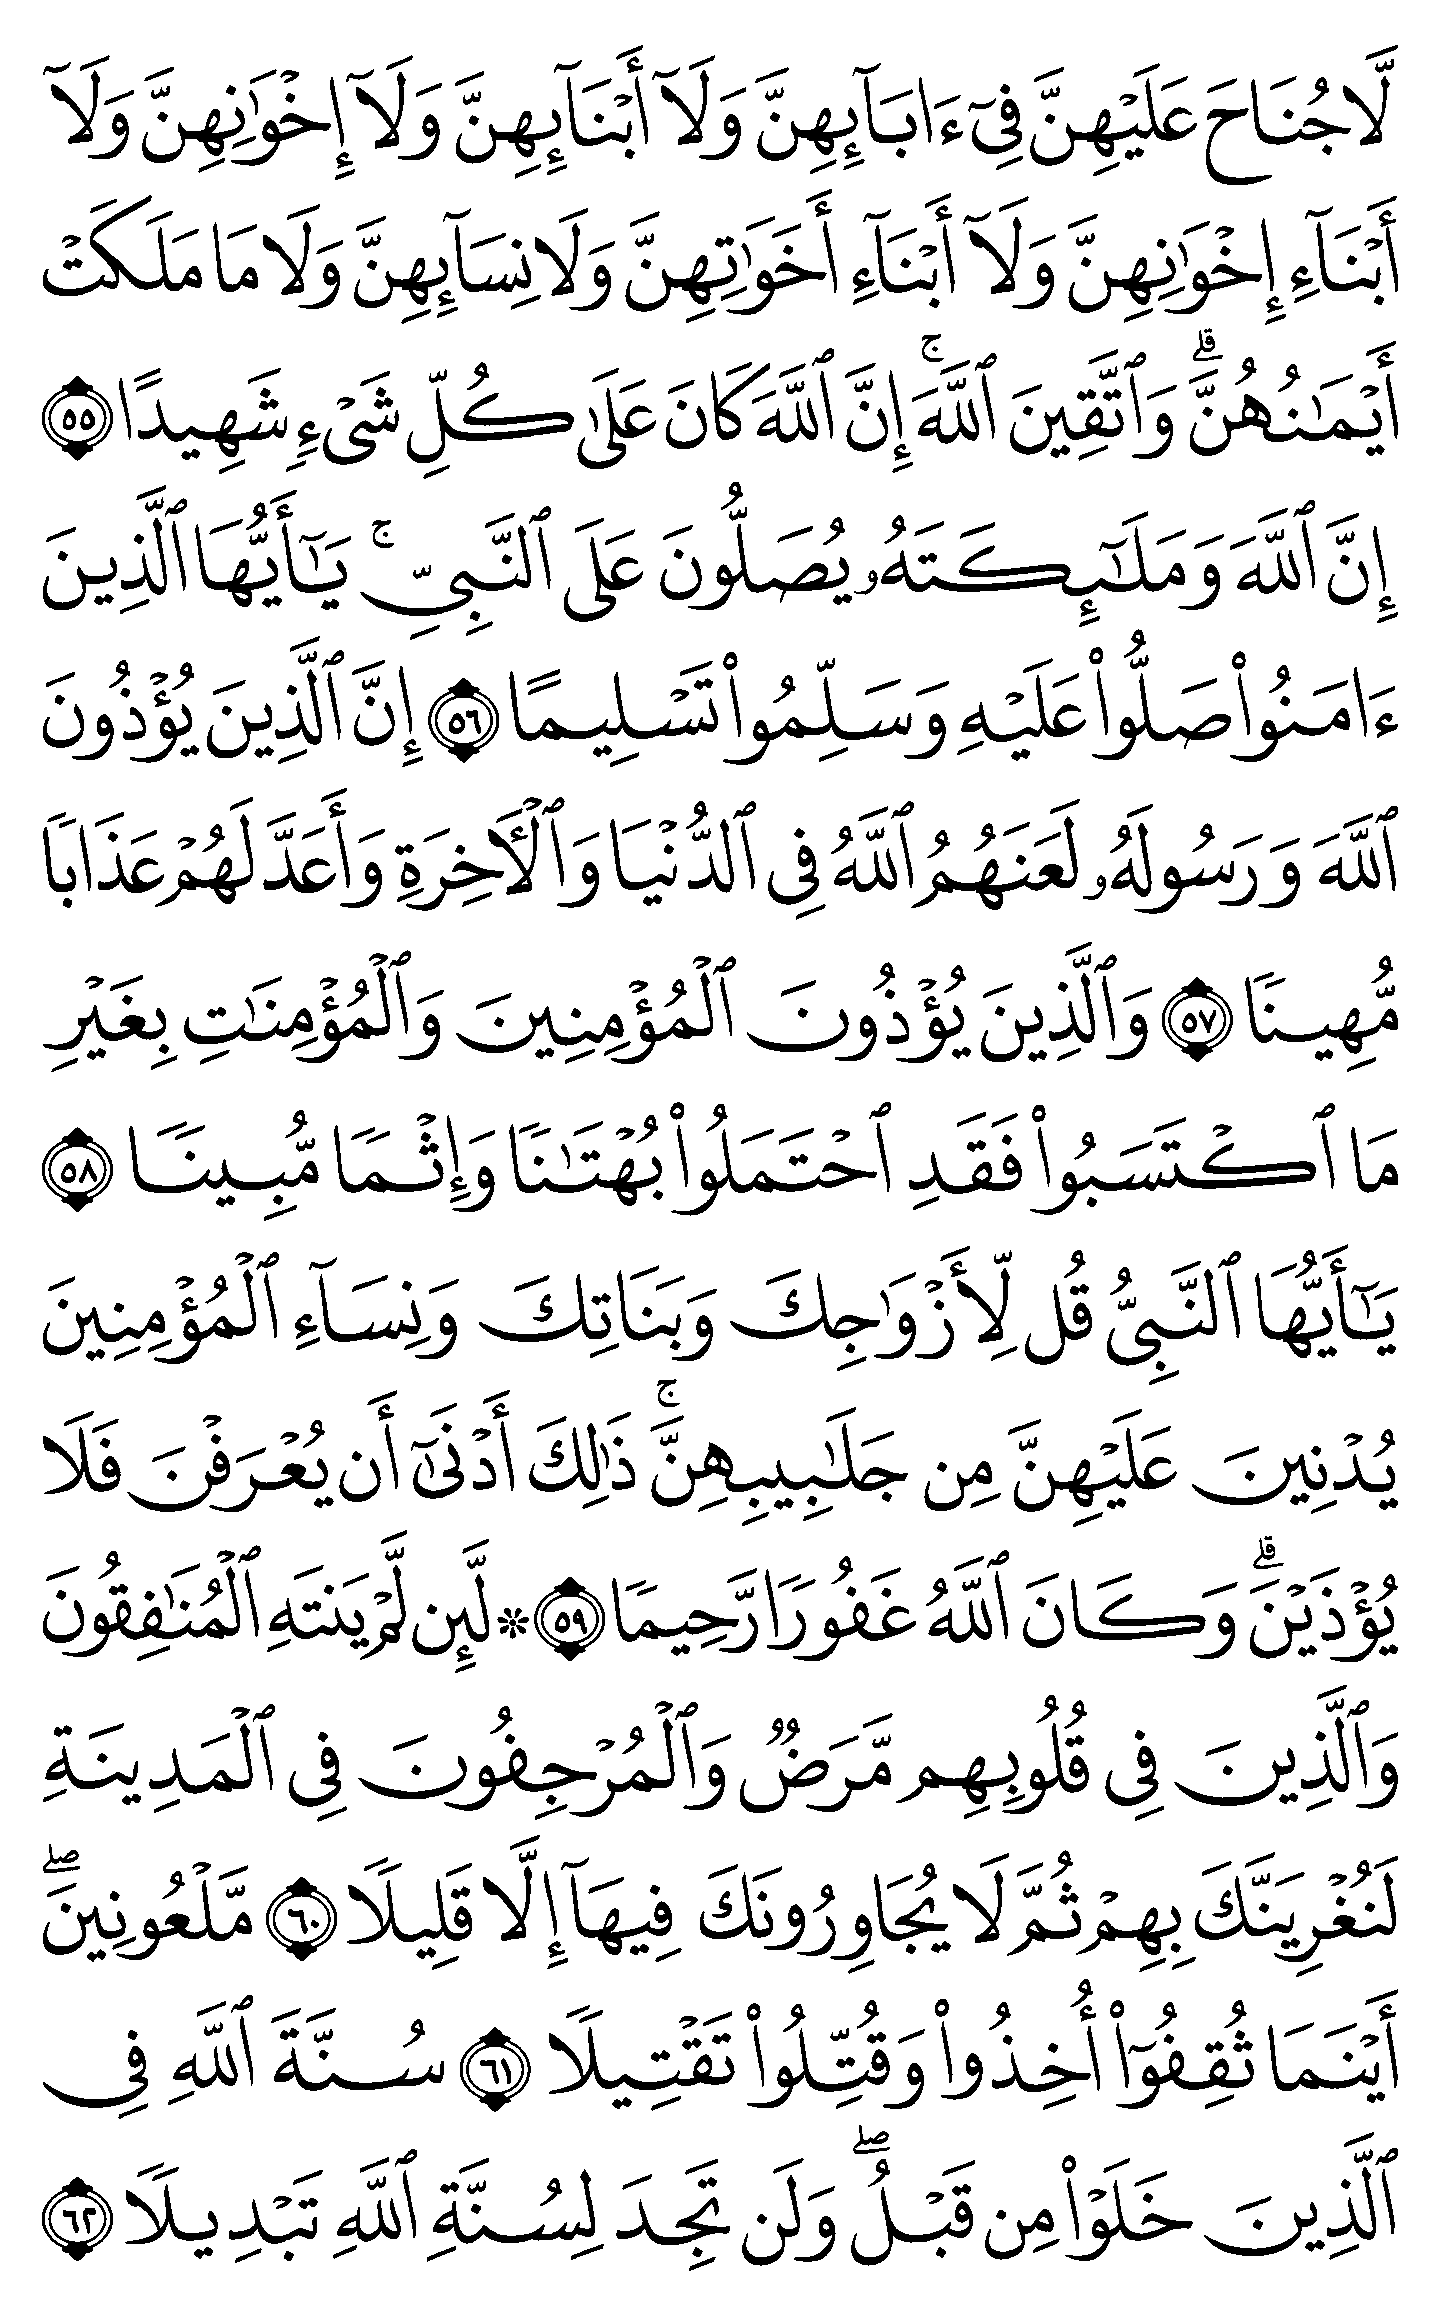 لَّا جُنَاحَ عَلَيۡهِنَّ فِيٓ ءَابَآئِهِنَّ وَلَآ أَبۡنَآئِهِنَّ وَلَآ إِخۡوَٰنِهِنَّ وَلَآ
أَبۡنَآءِ إِخۡوَٰنِهِنَّ وَلَآ أَبۡنَآءِ أَخَوَٰتِهِنَّ وَلَا نِسَآئِهِنَّ وَلَا مَا مَلَكَتۡ
أَيۡمَٰنُهُنَّۗ وَٱتَّقِينَ ٱللَّهَۚ إِنَّ ٱللَّهَ كَانَ عَلَىٰ كُلِّ شَيۡءٖ شَهِيدًا ٥٥
إِنَّ ٱللَّهَ وَمَلَٰٓئِكَتَهُۥ يُصَلُّونَ عَلَى ٱلنَّبِيِّۚ يَٰٓأَيُّهَا ٱلَّذِينَ
ءَامَنُواْ صَلُّواْ عَلَيۡهِ وَسَلِّمُواْ تَسۡلِيمًا ٥٦ إِنَّ ٱلَّذِينَ يُؤۡذُونَ
ٱللَّهَ وَرَسُولَهُۥ لَعَنَهُمُ ٱللَّهُ فِي ٱلدُّنۡيَا وَٱلۡأٓخِرَةِ وَأَعَدَّ لَهُمۡ عَذَابٗا
مُّهِينٗا ٥٧ وَٱلَّذِينَ يُؤۡذُونَ ٱلۡمُؤۡمِنِينَ وَٱلۡمُؤۡمِنَٰتِ بِغَيۡرِ
مَا ٱكۡتَسَبُواْ فَقَدِ ٱحۡتَمَلُواْ بُهۡتَٰنٗا وَإِثۡمٗا مُّبِينٗا ٥٨
يَٰٓأَيُّهَا ٱلنَّبِيُّ قُل لِّأَزۡوَٰجِكَ وَبَنَاتِكَ وَنِسَآءِ ٱلۡمُؤۡمِنِينَ
يُدۡنِينَ عَلَيۡهِنَّ مِن جَلَٰبِيبِهِنَّۚ ذَٰلِكَ أَدۡنَىٰٓ أَن يُعۡرَفۡنَ فَلَا
يُؤۡذَيۡنَۗ وَكَانَ ٱللَّهُ غَفُورٗا رَّحِيمٗا ٥٩ ۞ لَّئِن لَّمۡ يَنتَهِ ٱلۡمُنَٰفِقُونَ
وَٱلَّذِينَ فِي قُلُوبِهِم مَّرَضٞ وَٱلۡمُرۡجِفُونَ فِي ٱلۡمَدِينَةِ
لَنُغۡرِيَنَّكَ بِهِمۡ ثُمَّ لَا يُجَاوِرُونَكَ فِيهَآ إِلَّا قَلِيلٗا ٦٠ مَّلۡعُونِينَۖ
أَيۡنَمَا ثُقِفُوٓاْ أُخِذُواْ وَقُتِّلُواْ تَقۡتِيلٗا ٦١ سُنَّةَ ٱللَّهِ فِي
ٱلَّذِينَ خَلَوۡاْ مِن قَبۡلُۖ وَلَن تَجِدَ لِسُنَّةِ ٱللَّهِ تَبۡدِيلٗا ٦٢